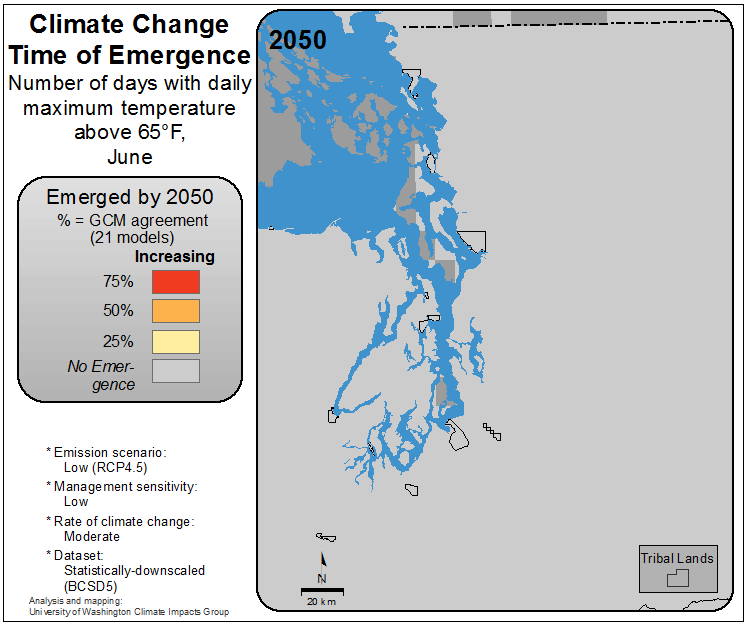 Climate Change
Time of Emergence
Number of days with daily
maximum temperature
above 65°F,
June
Emerged by 2050
% = GCM agreement
(21 models)
Increasing
75%
50%
25%
No Emer-
gence
* Emission scenario:
Low (RCP4.5)
* Management sensitivity:
Low
* Rate of climate change:
Moderate
* Dataset:
Statistically-downscaled
(BCSD5)
Analysis and mapping:
University of Washington Climate Impacts Group
2050
N
20 km
Tribal Lands